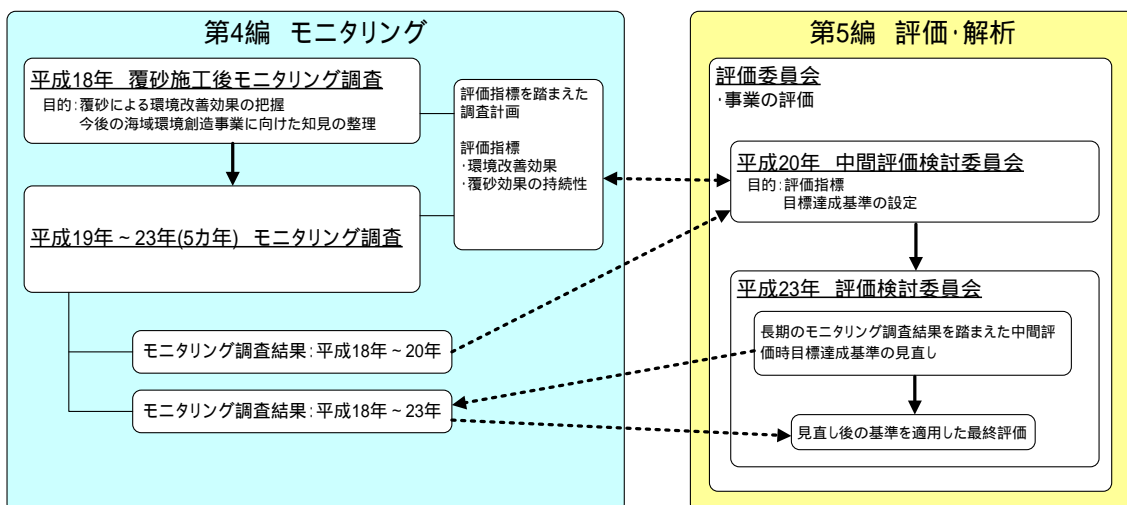 第4編　モニタリング
平成18年　覆砂施工後モニタリング調査
目的：覆砂による環境改善効果の把握
今後の海域環境創造事業に向けた知見の整理
評価指標を踏まえた
調査計画
評価指標
・環境改善効果
・覆砂効果の持続性
平成19年～23年(5カ年)　モニタリング調査
モニタリング調査結果：平成18年～20年
モニタリング調査結果：平成18年～23年
第5編　評価・解析
評価委員会
・事業の評価
平成20年　中間評価検討委員会
目的：評価指標
目標達成基準の設定
平成23年　評価検討委員会
長期のモニタリング調査結果を踏まえた中間評
価時目標達成基準の見直し
見直し後の基準を適用した最終評価